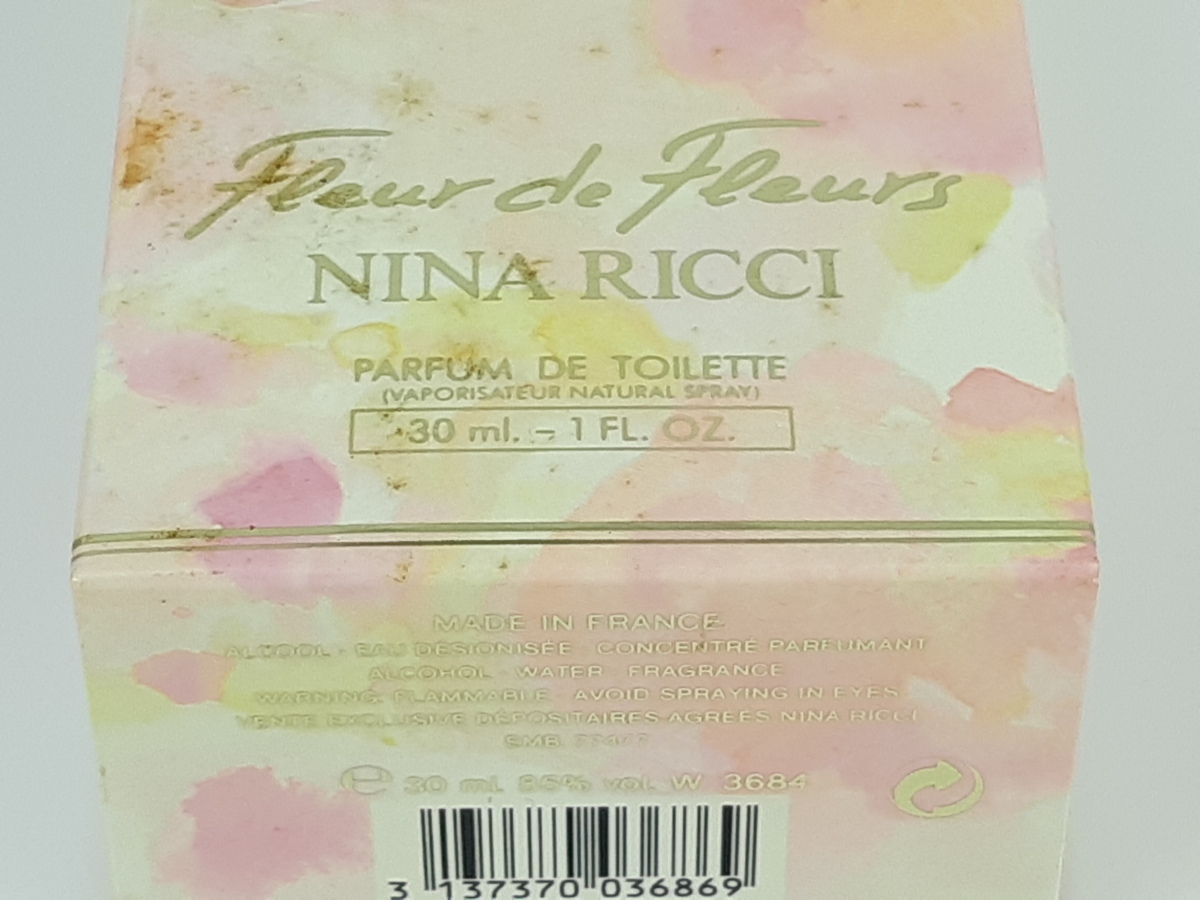 Fleur de Fleurs
NINA RICCI
PARFUM DE TOILETTE
(VAPORISATEUR NATURAL SPRAY)
30 ml. - 1 FL. OZ.
MADE IN FRANCE
ALCOOL - EAU DÉSIONISÉE - CONCENTRÉ PARFUMANT
ALCOHOL - WATER - FRAGRANCE
WARNING. FLAMMABLE - AVOID SPRAYING IN EYES
VENTE EXCLUSIVE DÉPOSITAIRES-AGRÉÉS NINA RICCI
EMB
e 30 ml. 85% vol. W 3684
3 137370 036869